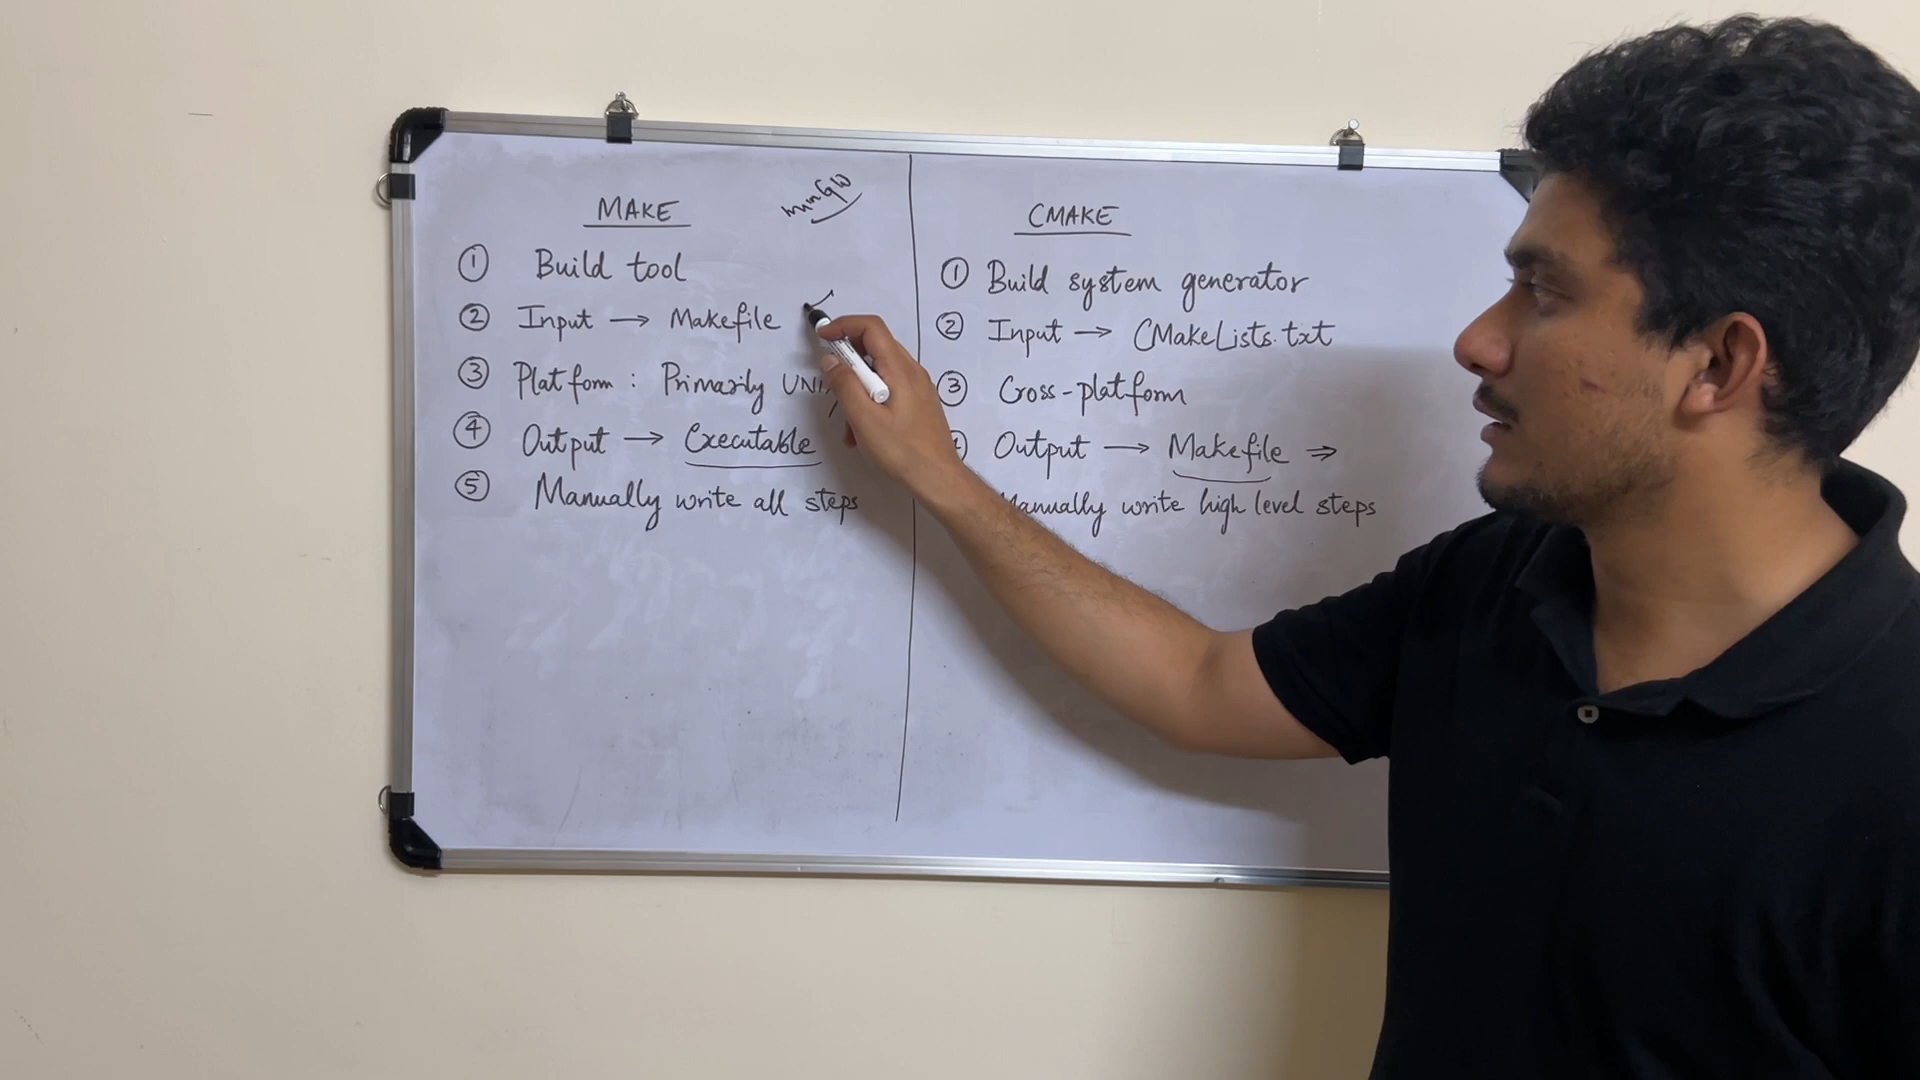 MAKE
minGW
① Build tool
② Input → Makefile
③ Platform : Primarily UNIX
④ Output → Executable
⑤ Manually write all steps
CMAKE
① Build system generator
② Input → CMakeLists.txt
③ Cross-platform
Output → Makefile ⇒
Manually write high level steps